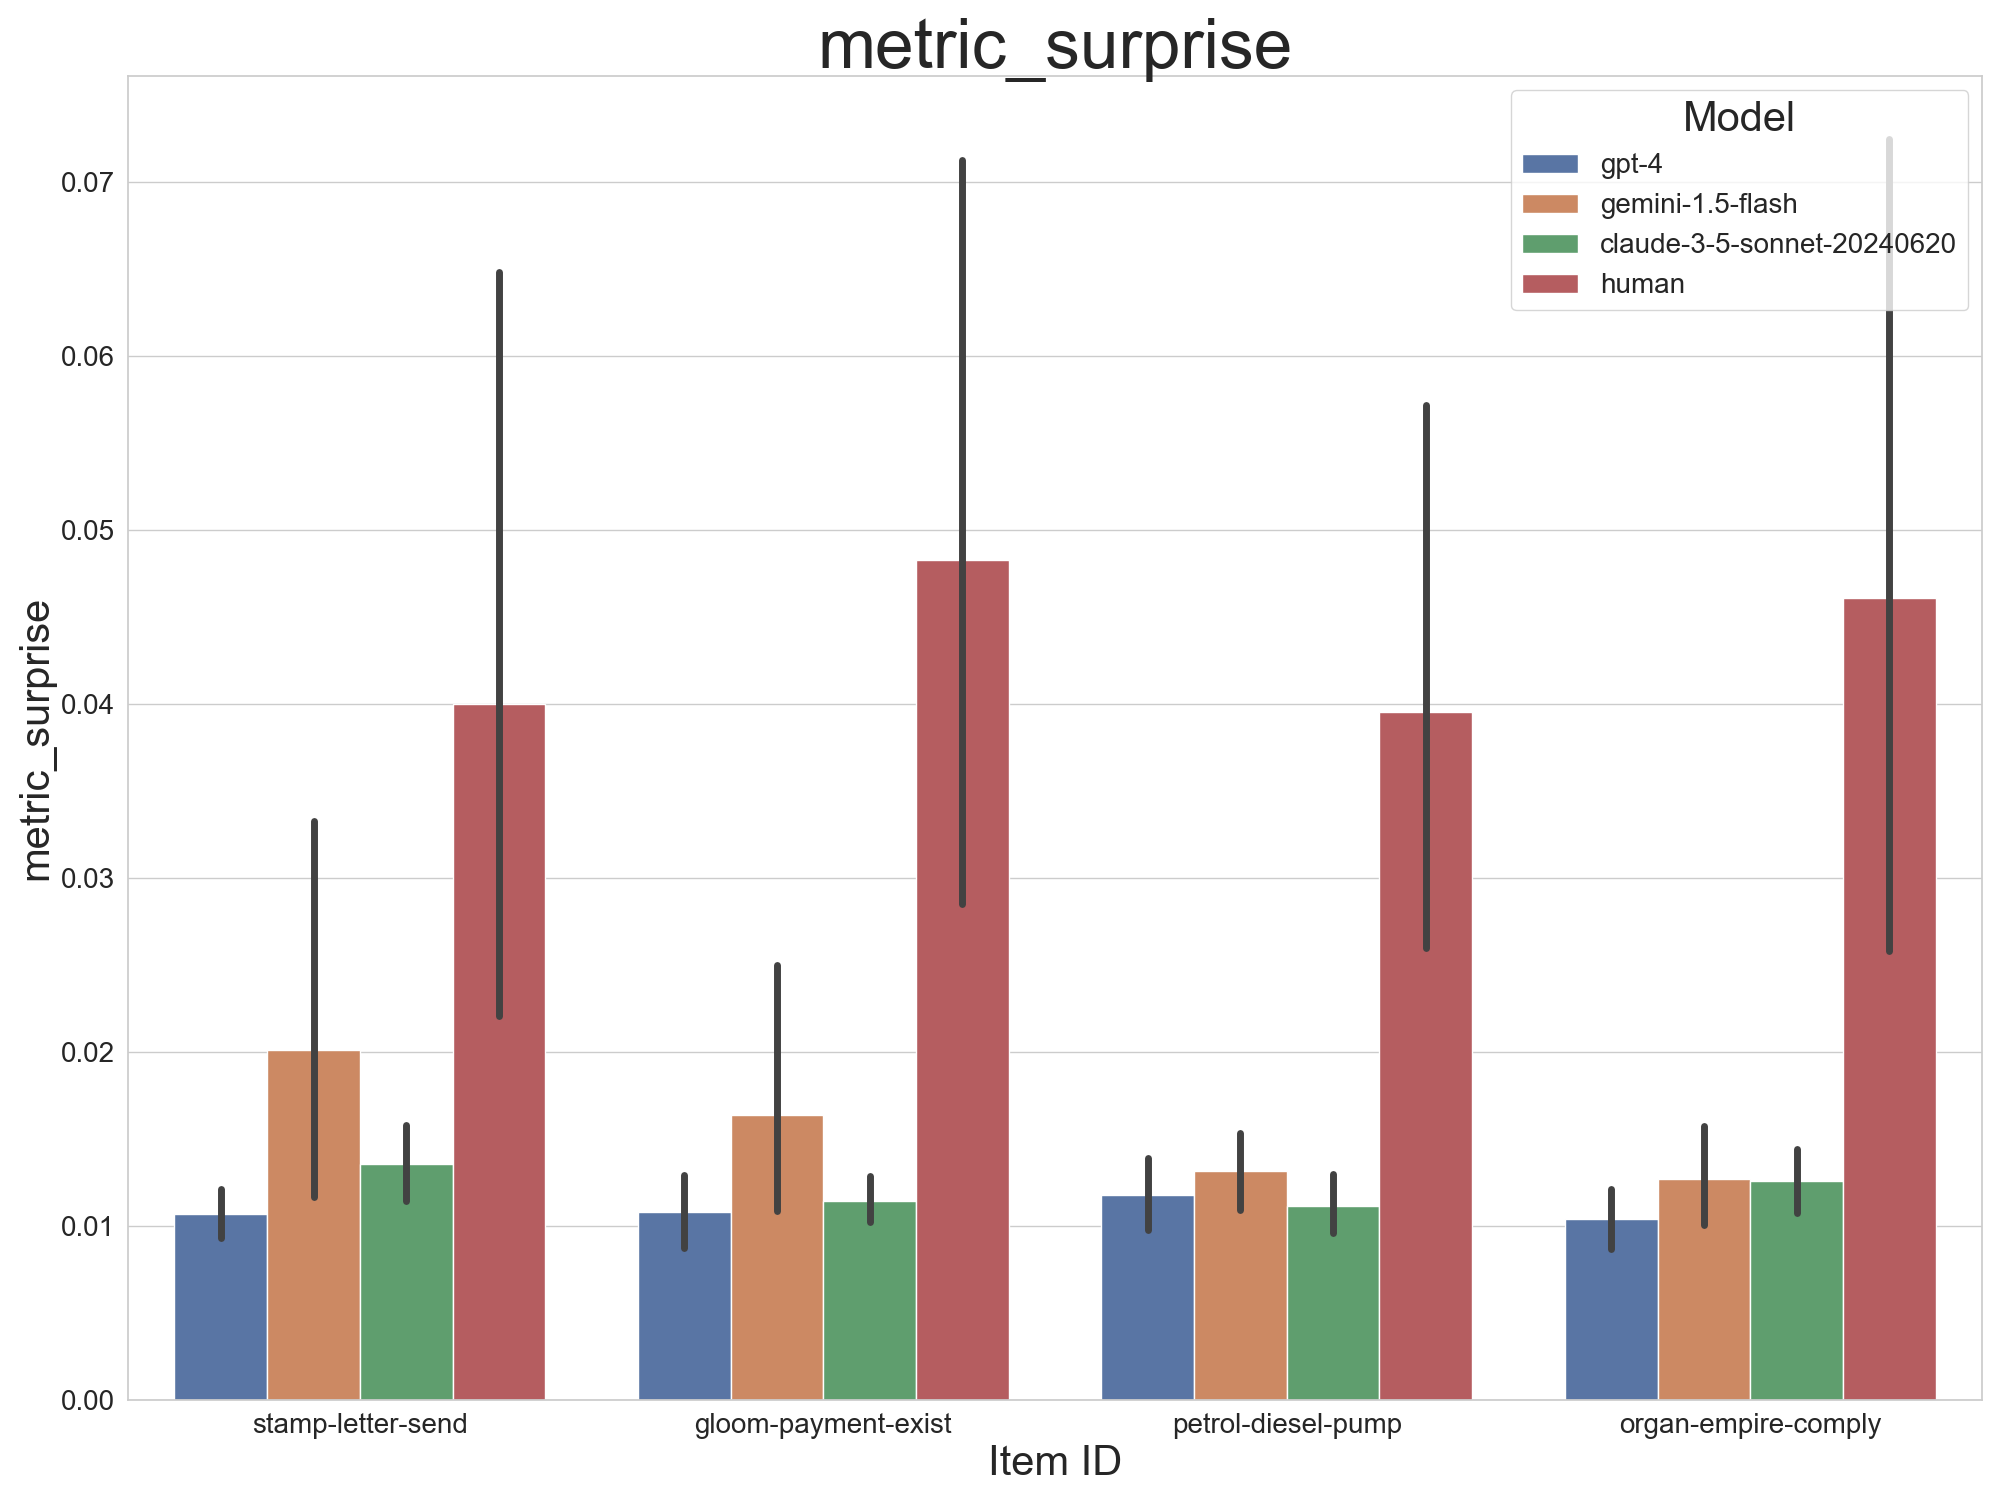 metric_surprise
Model
gpt-4
gemini-1.5-flash
claude-3-5-sonnet-20240620
human
metric_surprise
0.07
0.06
0.05
0.04
0.03
0.02
0.01
0.00
stamp-letter-send
gloom-payment-exist
petrol-diesel-pump
organ-empire-comply
Item ID